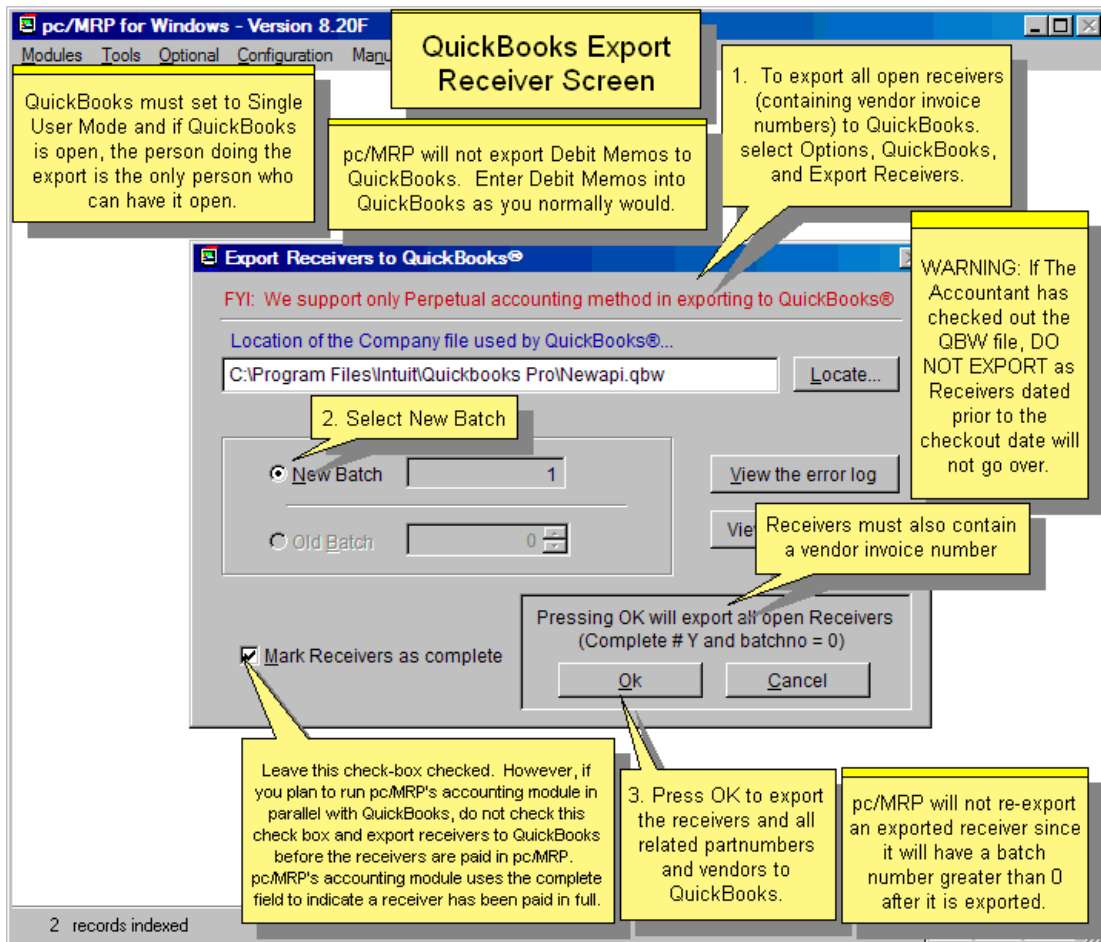 pc/MRP for Windows - Version 8.20F
Modules Tools Optional Configuration
QuickBooks Export
Receiver Screen
QuickBooks must set to Single
User Mode and if QuickBooks
is open, the person doing the
export is the only person who
can have it open.
pc/MRP will not export Debit Memos to
QuickBooks. Enter Debit Memos into
QuickBooks as you normally would.
1. To export all open receivers
(containing vendor invoice
numbers) to QuickBooks.
select Options, QuickBooks,
and Export Receivers.
WARNING: If The
Accountant has
checked out the
QBW file, DO
NOT EXPORT as
Receivers dated
prior to the
checkout date will
not go over.
Export Receivers to QuickBooks®
FYI: We support only Perpetual accounting method in exporting to QuickBooks®
Location of the Company file used by QuickBooks®...
C:\Program Files\Intuit\Quickbooks Pro\Newapi.qbw
Locate...
2. Select New Batch
New Batch 1
View the error log
Old Batch 0
Receivers must also contain
a vendor invoice number
Pressing OK will export all open Receivers
(Complete # Y and batchno = 0)
Mark Receivers as complete
Ok Cancel
Leave this check-box checked. However, if
you plan to run pc/MRP's accounting module in
parallel with QuickBooks, do not check this
check box and export receivers to QuickBooks
before the receivers are paid in pc/MRP.
pc/MRP's accounting module uses the complete
field to indicate a receiver has been paid in full.
3. Press OK to export
the receivers and all
related partnumbers
and vendors to
QuickBooks.
pc/MRP will not re-export
an exported receiver since
it will have a batch
number greater than 0
after it is exported.
2 records indexed